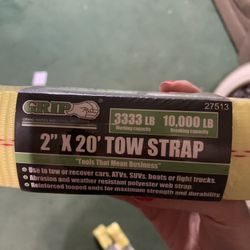 27513
GRIP
3333 LB
Working capacity
10,000 LB
Breaking capacity
2" X 20' TOW STRAP
"Tools That Mean Business"
• Use to tow or recover cars, ATVs, SUVs, boats or light trucks.
• Abrasion and weather resistant polyester web strap.
• Reinforced looped ends for maximum strength and durability.